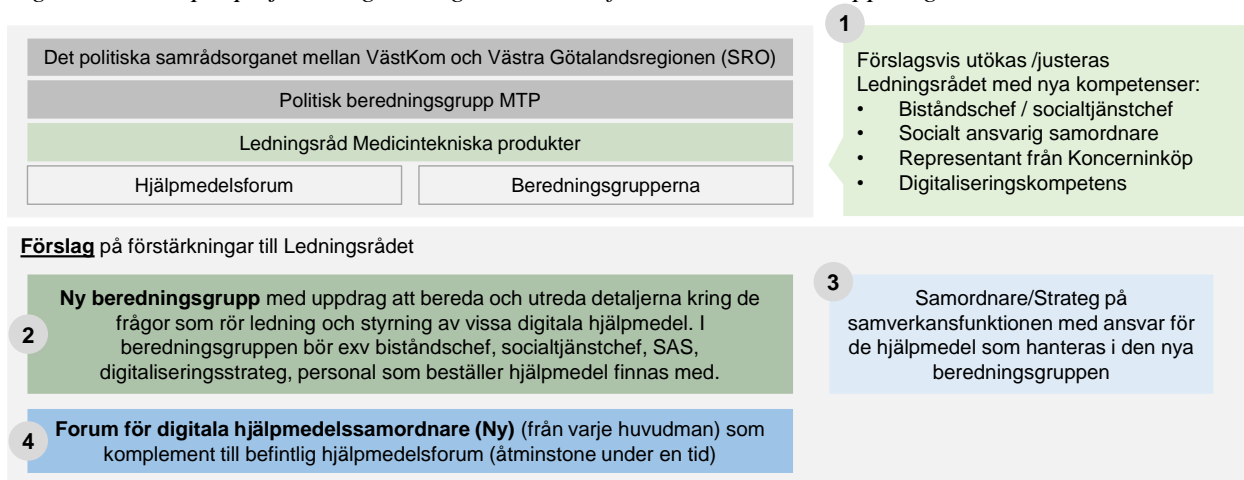 1
Det politiska samrådsorganet mellan VästKom och Västra Götalandsregionen (SRO)
Politisk beredningsgrupp MTP
Ledningsråd Medicintekniska produkter
Hjälpmedelsforum
Beredningsgrupperna
Förslagsvis utökas /justeras
Ledningsrådet med nya kompetenser:
• Biståndschef / socialtjänstchef
• Socialt ansvarig samordnare
• Representant från Koncerninköp
• Digitaliseringskompetens
Förslag på förstärkningar till Ledningsrådet
2
Ny beredningsgrupp med uppdrag att bereda och utreda detaljerna kring de
frågor som rör ledning och styrning av vissa digitala hjälpmedel. I
beredningsgruppen bör exv biståndschef, socialtjänstchef, SAS,
digitaliseringsstrateg, personal som beställer hjälpmedel finnas med.
3
Samordnare/Strateg på
samverkansfunktionen med ansvar för
de hjälpmedel som hanteras i den nya
beredningsgruppen
4
Forum för digitala hjälpmedelssamordnare (Ny) (från varje huvudman) som
komplement till befintlig hjälpmedelsforum (åtminstone under en tid)